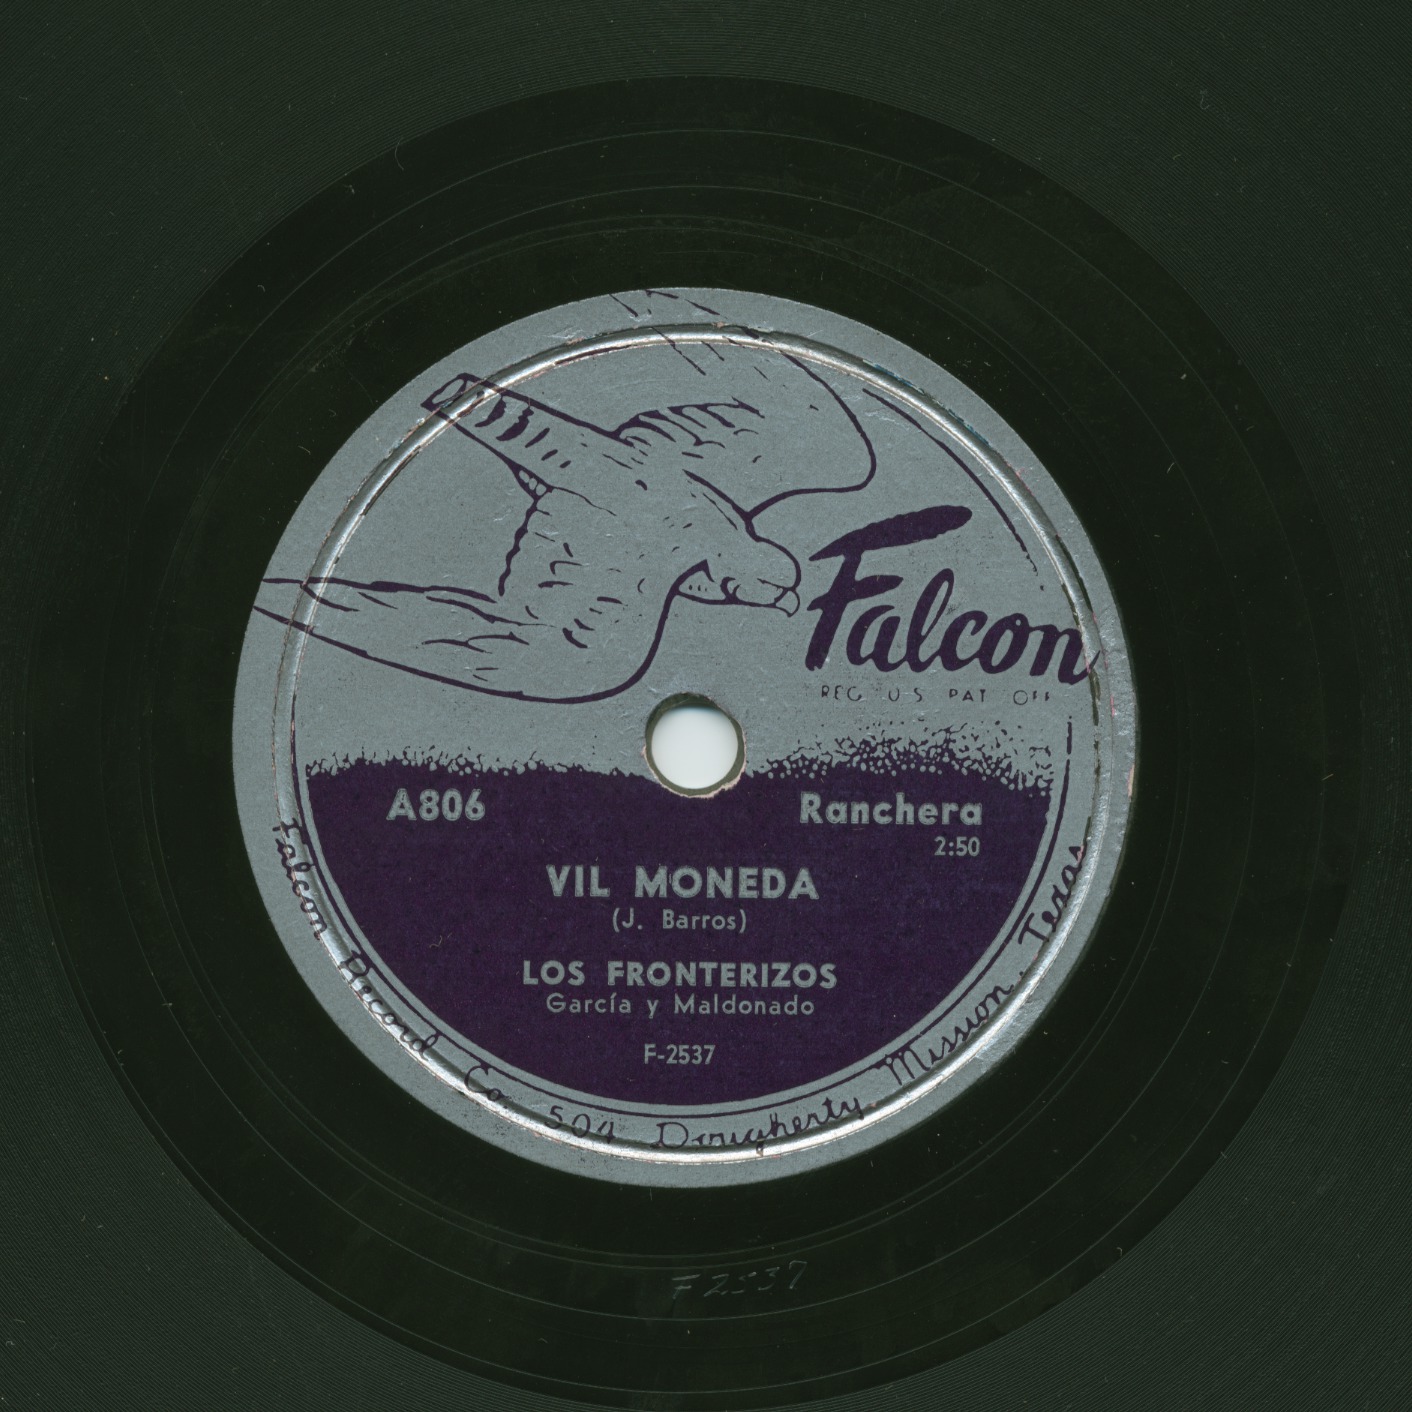 Falcon
REG U S PAT OFF
A806
Ranchera
2:50
VIL MONEDA
(J. Barros)
LOS FRONTERIZOS
García y Maldonado
F-2537
Falcon Record Co 504 Dougherty Mission, Texas
F 2537